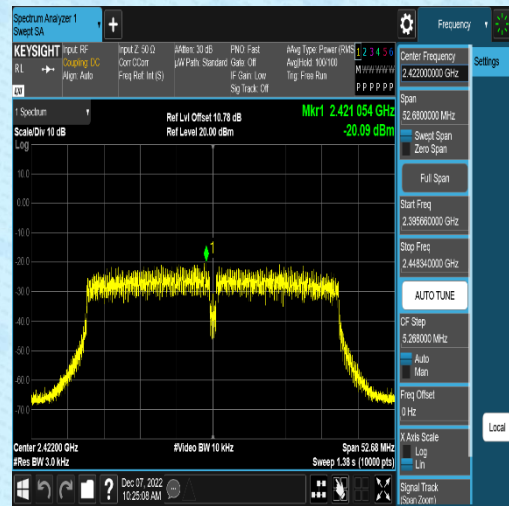 Spectrum Analyzer 1
Swept SA
+
Frequency
KEYSIGHT
Input: RF
Input Z: 50 Ω
#Atten: 30 dB
PNO: Fast
#Avg Type: Power (RMS
1 2 3 4 5 6
RL
Coupling: DC
Corr CCorr
µW Path: Standard
Gate: Off
Avg|Hold: 100/100
Align: Auto
Freq Ref: Int (S)
IF Gain: Low
Trig: Free Run
Sig Track: Off
P P P P P P
LXI
1 Spectrum
Scale/Div 10 dB
Ref Lvl Offset 10.78 dB
Ref Level 20.00 dBm
Mkr1 2.421 054 GHz
-20.09 dBm
Log
10.0
0.00
-10.0
-20.0
-30.0
-40.0
-50.0
-60.0
-70.0
1
Center 2.42200 GHz
#Res BW 3.0 kHz
#Video BW 10 kHz
Span 52.68 MHz
Sweep 1.38 s (10000 pts)
Dec 07, 2022
10:25:08 AM
Center Frequency
2.422000000 GHz
Settings
Span
52.6800000 MHz
Swept Span
Zero Span
Full Span
Start Freq
2.395660000 GHz
Stop Freq
2.448340000 GHz
AUTO TUNE
CF Step
5.268000 MHz
Auto
Man
Freq Offset
0 Hz
Local
X Axis Scale
Log
Lin
Signal Track
(Span Zoom)